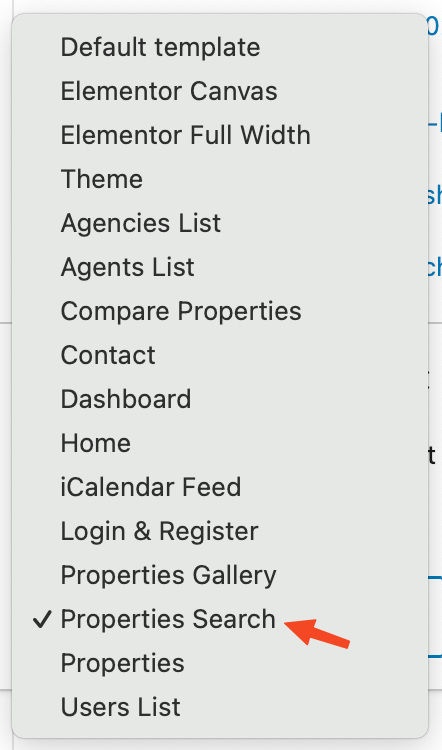 Default template
Elementor Canvas
Elementor Full Width
Theme
Agencies List
Agents List
Compare Properties
Contact
Dashboard
Home
iCalendar Feed
Login & Register
Properties Gallery
✓ Properties Search
Properties
Users List